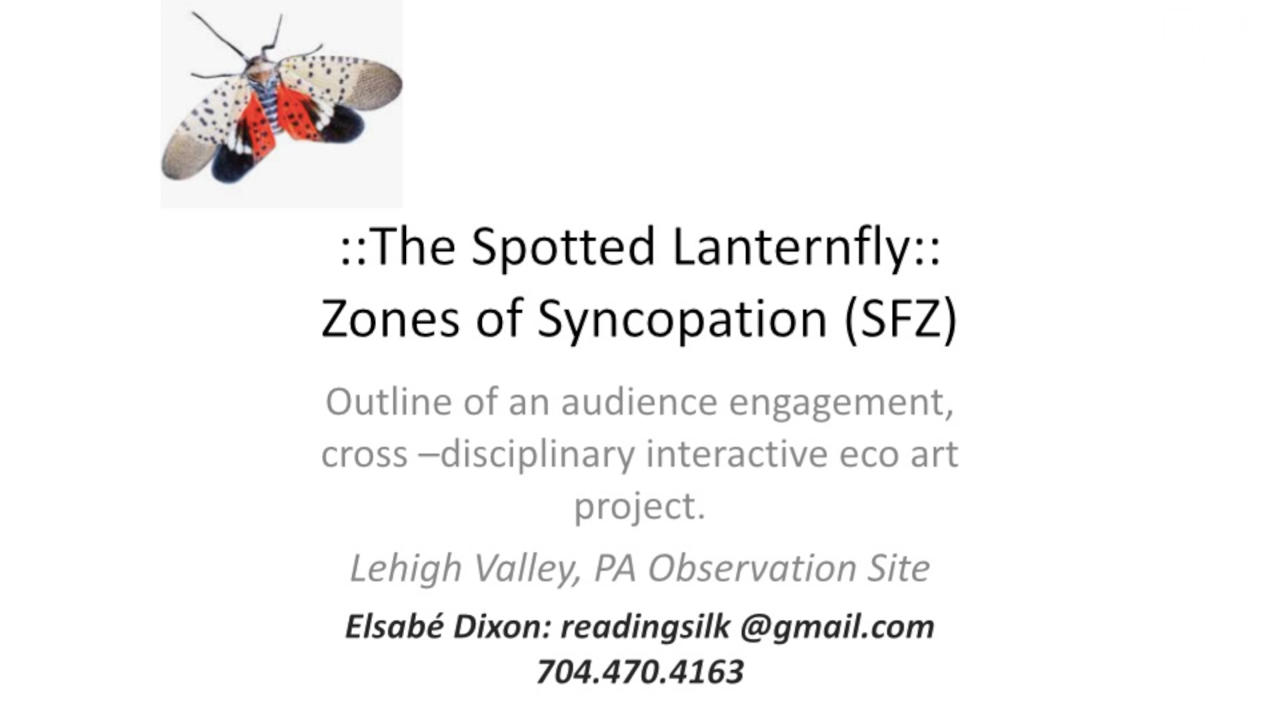 ::The Spotted Lanternfly::
Zones of Syncopation (SFZ)
Outline of an audience engagement,
cross –disciplinary interactive eco art
project.
Lehigh Valley, PA Observation Site
Elsabé Dixon: readingsilk @gmail.com
704.470.4163